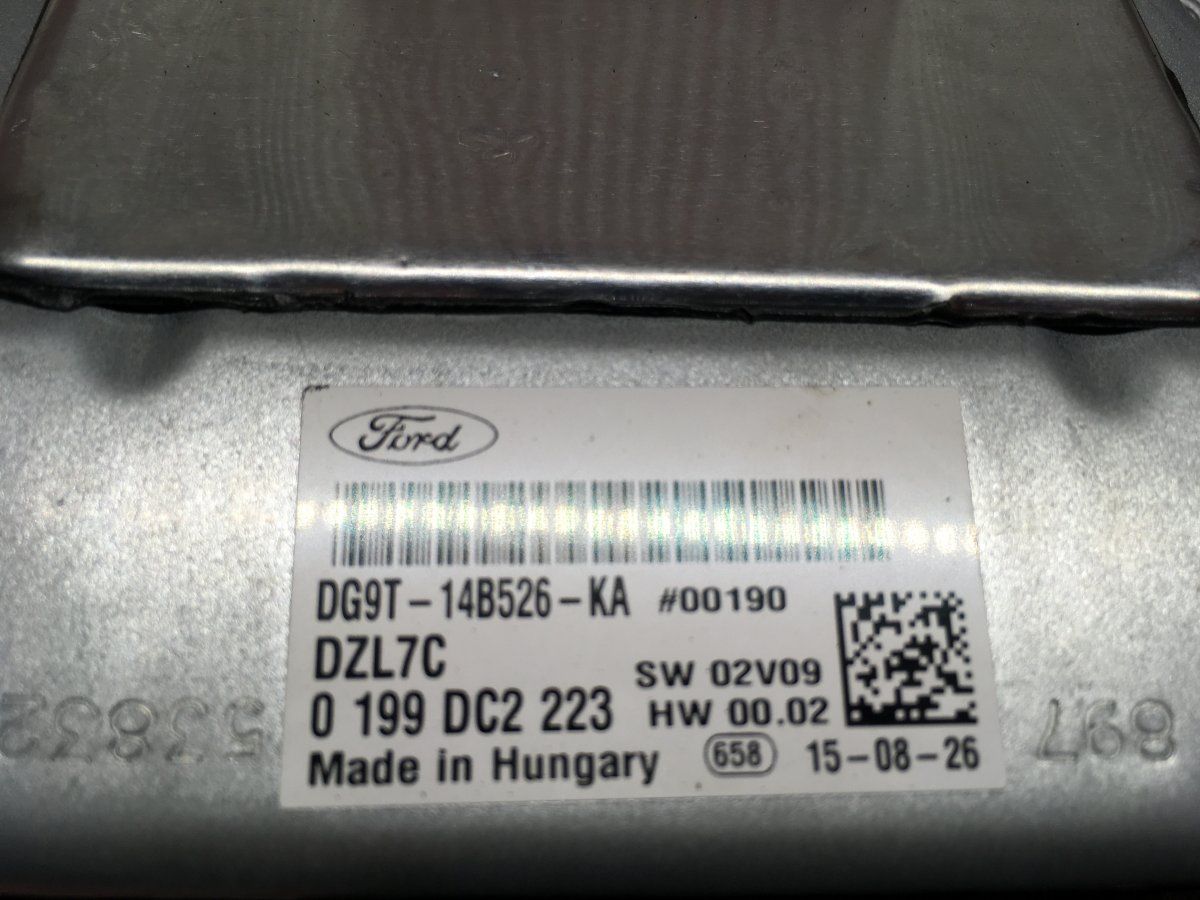 Ford
DG9T-14B526-KA #00190
DZL7C
SW 02V09
0 199 DC2 223
HW 00.02
Made in Hungary
658 15-08-26
897